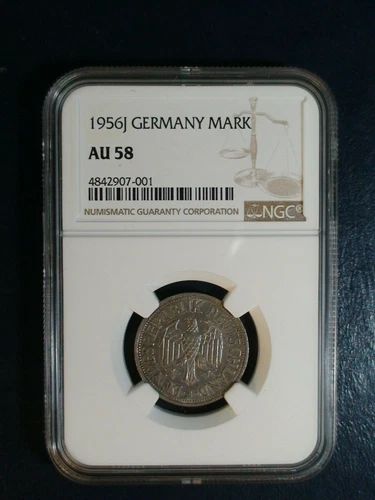 1956J GERMANY MARK
AU 58
4842907-001
NUMISMATIC GUARANTY CORPORATION
NGC®